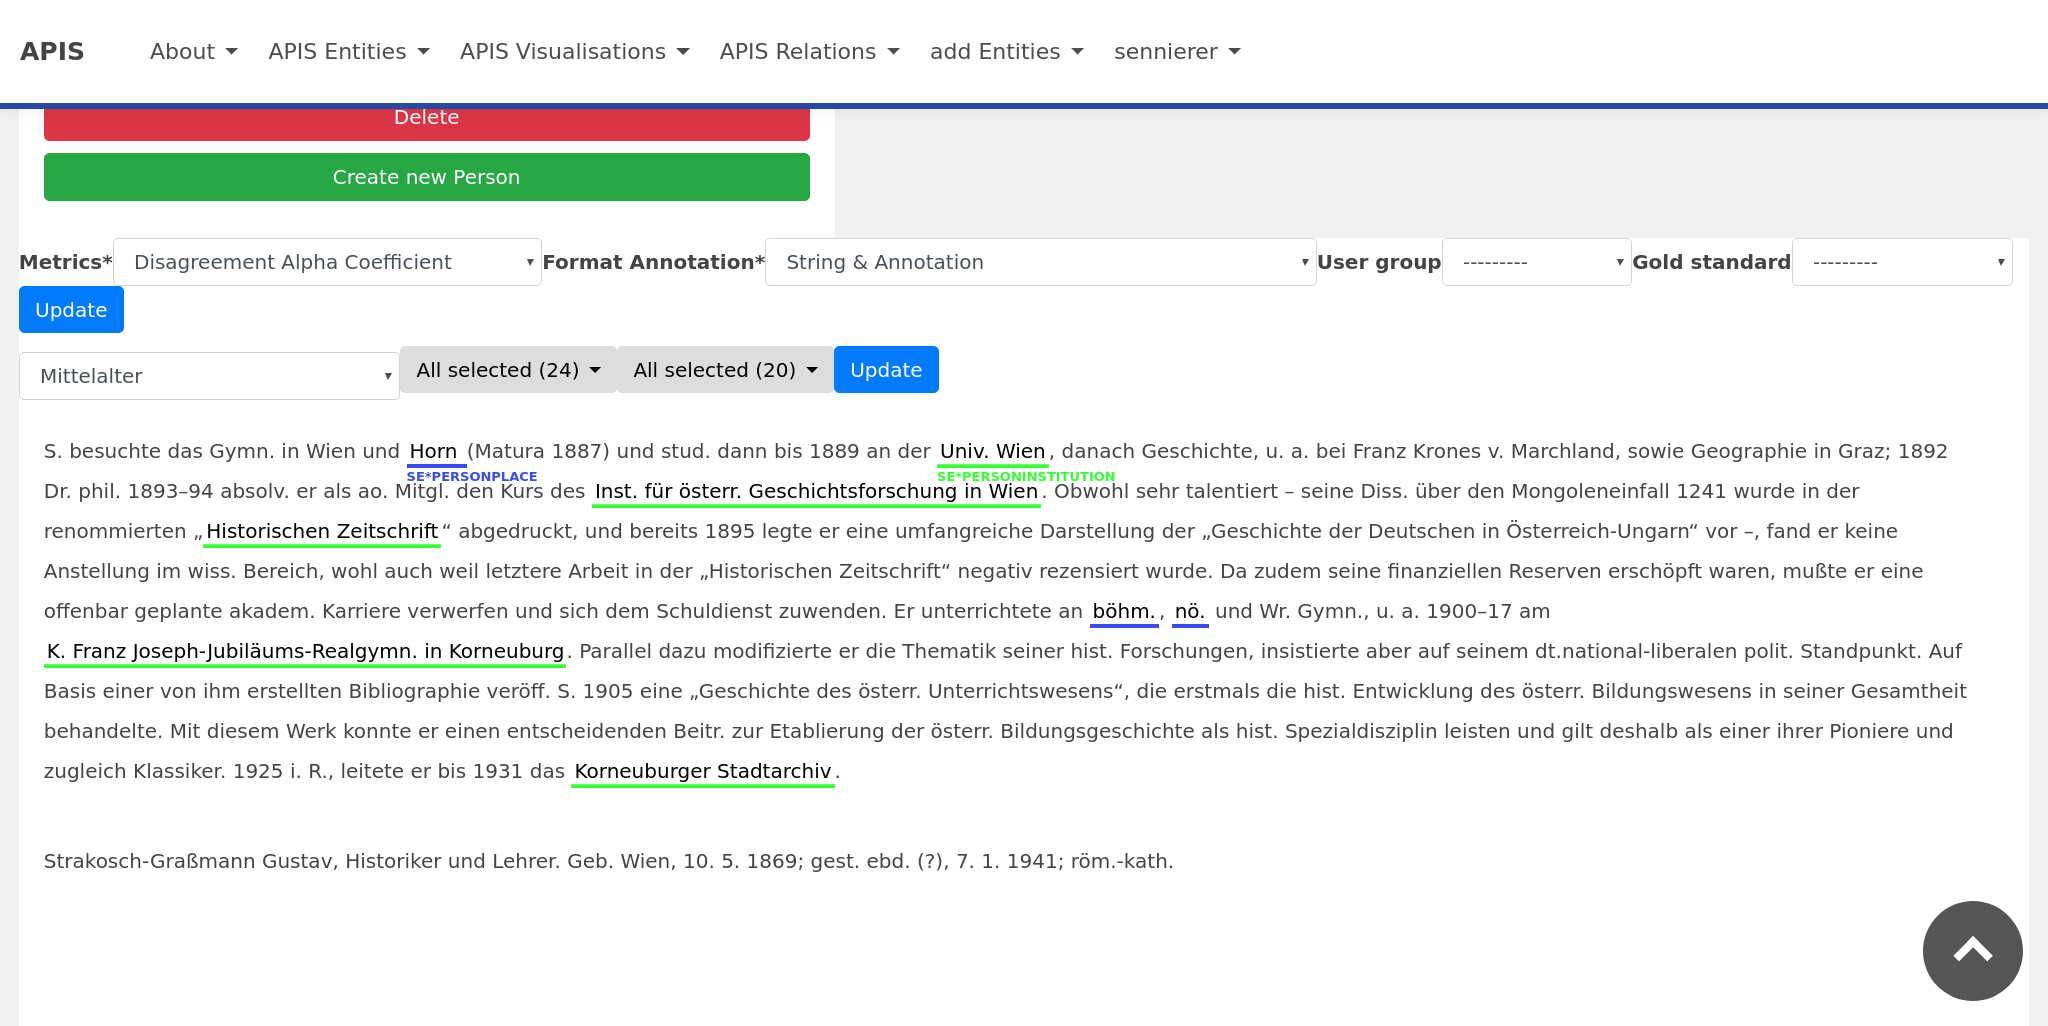 APIS About APIS Entities APIS Visualisations APIS Relations add Entities sennierer
Delete
Create new Person
Metrics* Disagreement Alpha Coefficient Format Annotation* String & Annotation User group --------- Gold standard ---------
Update
Mittelalter All selected (24) All selected (20) Update
S. besuchte das Gymn. in Wien und Horn (Matura 1887) und stud. dann bis 1889 an der Univ. Wien, danach Geschichte, u. a. bei Franz Krones v. Marchland, sowie Geographie in Graz; 1892
SE*PERSONPLACE SE*PERSONINSTITUTION
Dr. phil. 1893–94 absolv. er als ao. Mitgl. den Kurs des Inst. für österr. Geschichtsforschung in Wien. Obwohl sehr talentiert – seine Diss. über den Mongoleneinfall 1241 wurde in der
renommierten „Historischen Zeitschrift“ abgedruckt, und bereits 1895 legte er eine umfangreiche Darstellung der „Geschichte der Deutschen in Österreich-Ungarn“ vor –, fand er keine
Anstellung im wiss. Bereich, wohl auch weil letztere Arbeit in der „Historischen Zeitschrift“ negativ rezensiert wurde. Da zudem seine finanziellen Reserven erschöpft waren, mußte er eine
offenbar geplante akadem. Karriere verwerfen und sich dem Schuldienst zuwenden. Er unterrichtete an böhm., nö. und Wr. Gymn., u. a. 1900–17 am
K. Franz Joseph-Jubiläums-Realgymn. in Korneuburg. Parallel dazu modifizierte er die Thematik seiner hist. Forschungen, insistierte aber auf seinem dt.national-liberalen polit. Standpunkt. Auf
Basis einer von ihm erstellten Bibliographie veröff. S. 1905 eine „Geschichte des österr. Unterrichtswesens“, die erstmals die hist. Entwicklung des österr. Bildungswesens in seiner Gesamtheit
behandelte. Mit diesem Werk konnte er einen entscheidenden Beitr. zur Etablierung der österr. Bildungsgeschichte als hist. Spezialdisziplin leisten und gilt deshalb als einer ihrer Pioniere und
zugleich Klassiker. 1925 i. R., leitete er bis 1931 das Korneuburger Stadtarchiv.
Strakosch-Graßmann Gustav, Historiker und Lehrer. Geb. Wien, 10. 5. 1869; gest. ebd. (?), 7. 1. 1941; röm.-kath.